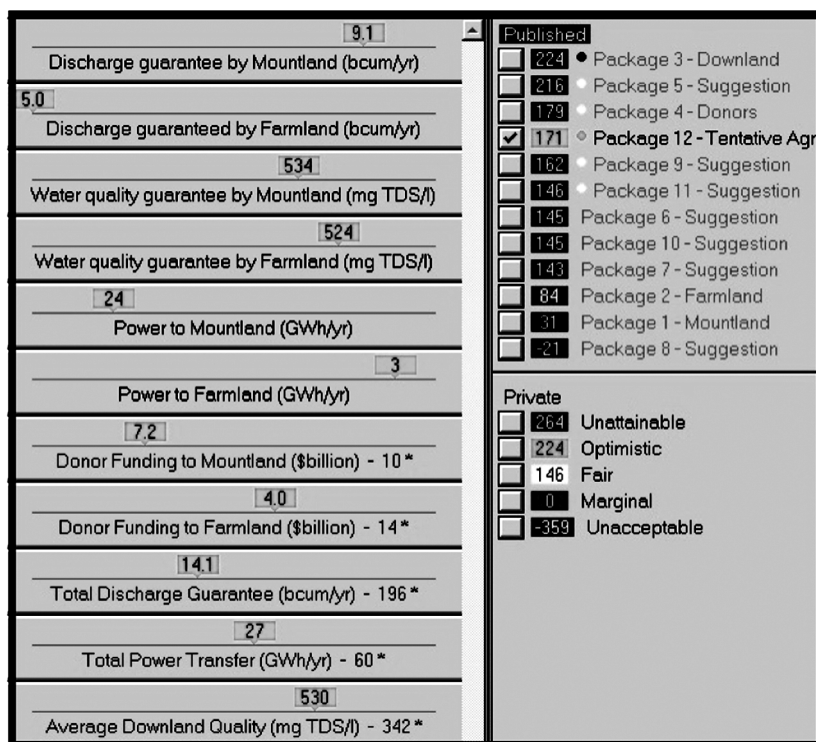 9.1
Discharge guarantee by Mountland (bcum/yr)
5.0
Discharge guaranteed by Farmland (bcum/yr)
534
Water quality guarantee by Mountland (mg TDS/l)
524
Water quality guarantee by Farmland (mg TDS/l)
24
Power to Mountland (GWh/yr)
3
Power to Farmland (GWh/yr)
7.2
Donor Funding to Mountland ($billion) - 10*
4.0
Donor Funding to Farmland ($billion) - 14*
14.1
Total Discharge Guarantee (bcum/yr) - 196*
27
Total Power Transfer (GWh/yr) - 60*
530
Average Downland Quality (mg TDS/l) - 342*
Published
224 Package 3 - Downland
216 Package 5 - Suggestion
179 Package 4 - Donors
171 Package 12 - Tentative Agr
162 Package 9 - Suggestion
146 Package 11 - Suggestion
145 Package 6 - Suggestion
145 Package 10 - Suggestion
143 Package 7 - Suggestion
84 Package 2 - Farmland
31 Package 1 - Mountland
-21 Package 8 - Suggestion
Private
264 Unattainable
224 Optimistic
146 Fair
0 Marginal
-359 Unacceptable